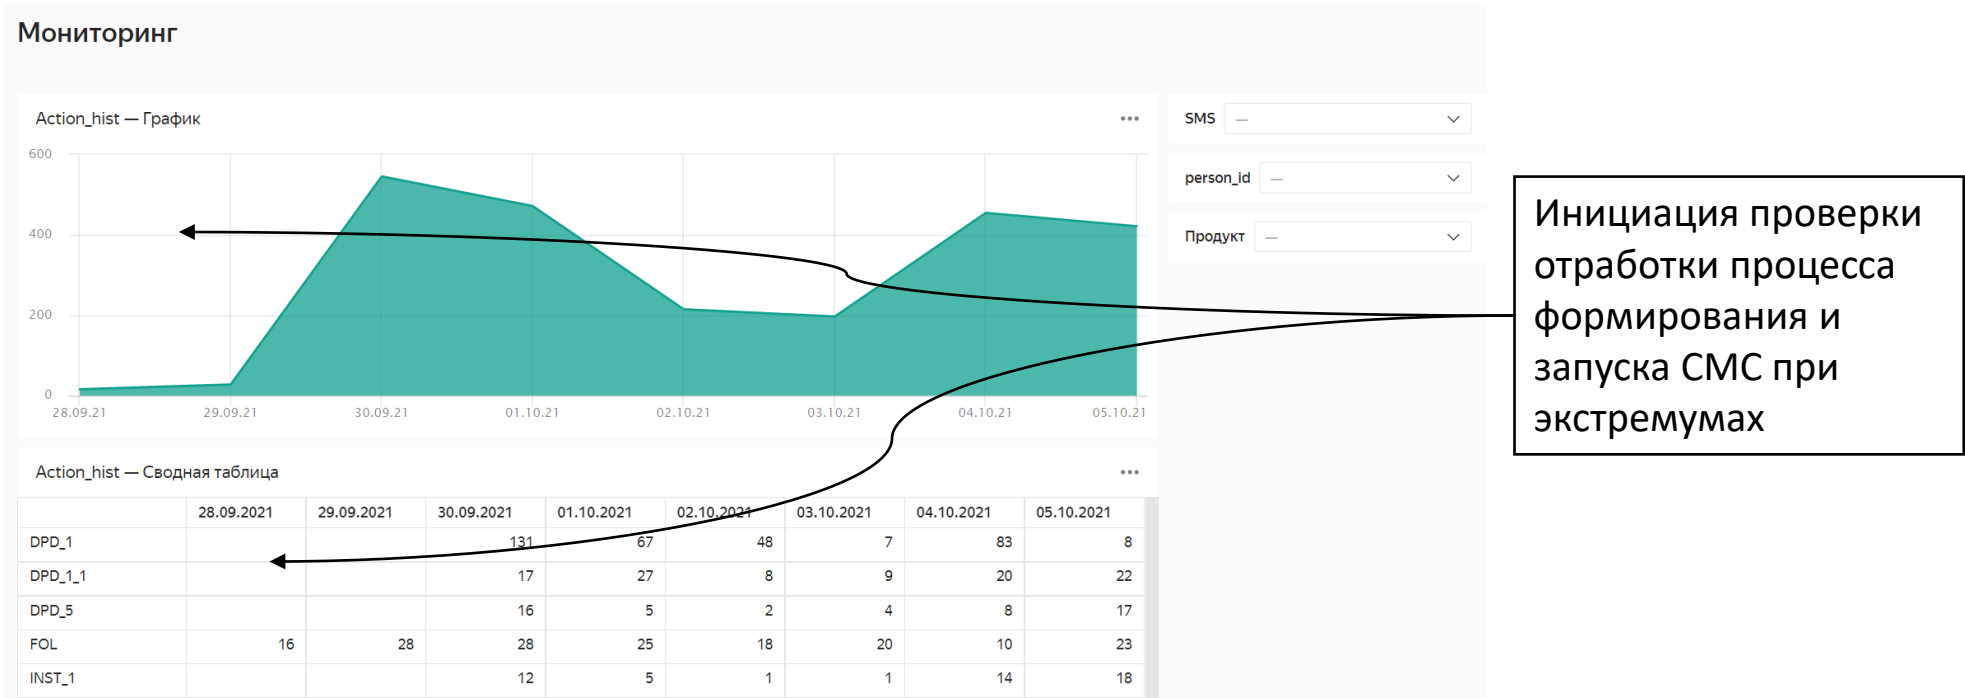 Мониторинг
Action_hist — График
SMS —
600
person_id —
Продукт —
400
200
0
28.09.21 29.09.21 30.09.21 01.10.21 02.10.21 03.10.21 04.10.21 05.10.21
Инициация проверки
отработки процесса
формирования и
запуска СМС при
экстремумах
Action_hist — Сводная таблица
28.09.2021 29.09.2021 30.09.2021 01.10.2021 02.10.2021 03.10.2021 04.10.2021 05.10.2021
DPD_1 131 67 48 7 83 8
DPD_1_1 17 27 8 9 20 22
DPD_5 16 5 2 4 8 17
FOL 16 28 28 25 18 20 10 23
INST_1 12 5 1 1 14 18